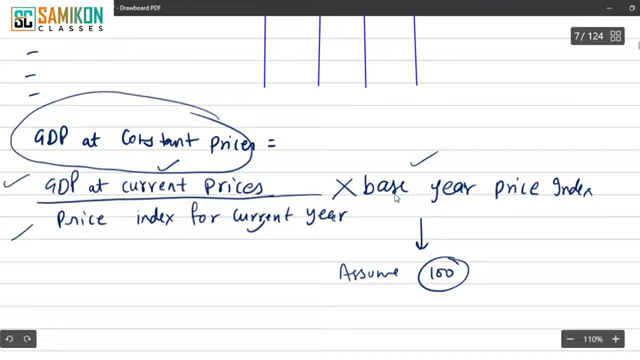 SC SAMIKON
CLASSES
- Drawboard PDF
7 / 124
GDP at Constant prices =
GDP at current Prices
× base year price Index
Price index for current year
Assume 100
110%